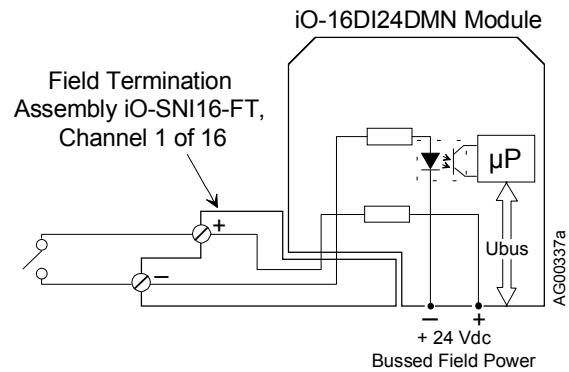 iO-16DI24DMN Module
Field Termination
Assembly iO-SNI16-FT,
Channel 1 of 16
µP
+
Ubus
−
AG00337a
− +
+ 24 Vdc
Bussed Field Power